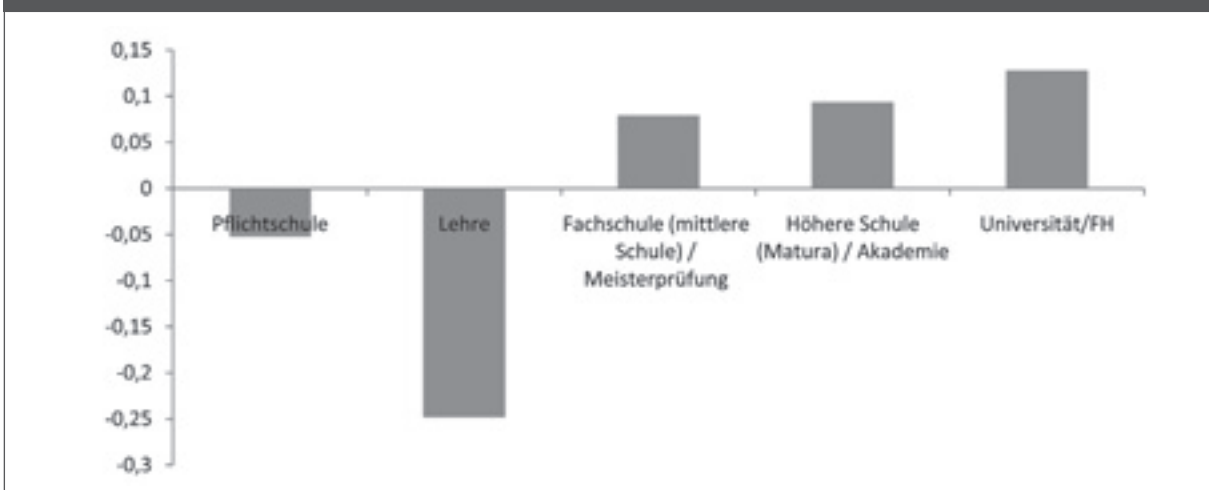 0,15
0,1
0,05
0
-0,05
-0,1
-0,15
-0,2
-0,25
-0,3
Pflichtschule
Lehre
Fachschule (mittlere
Schule) /
Meisterprüfung
Höhere Schule
(Matura) / Akademie
Universität/FH